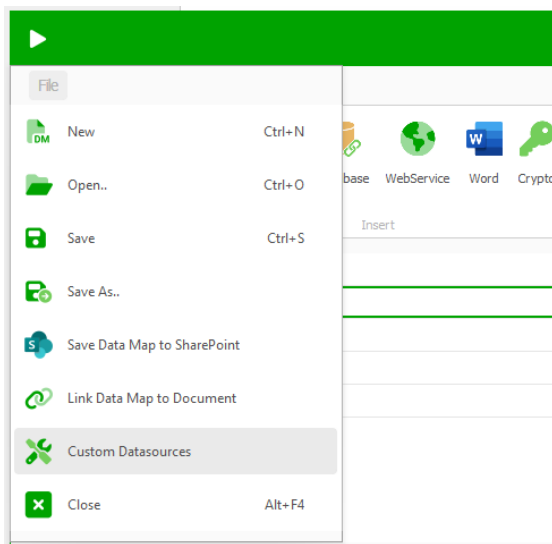 File
DM
New Ctrl+N
Open.. Ctrl+O
Save Ctrl+S
Save As..
S
Save Data Map to SharePoint
Link Data Map to Document
Custom Datasources
Close Alt+F4
base WebService Word Crypto
W
Insert